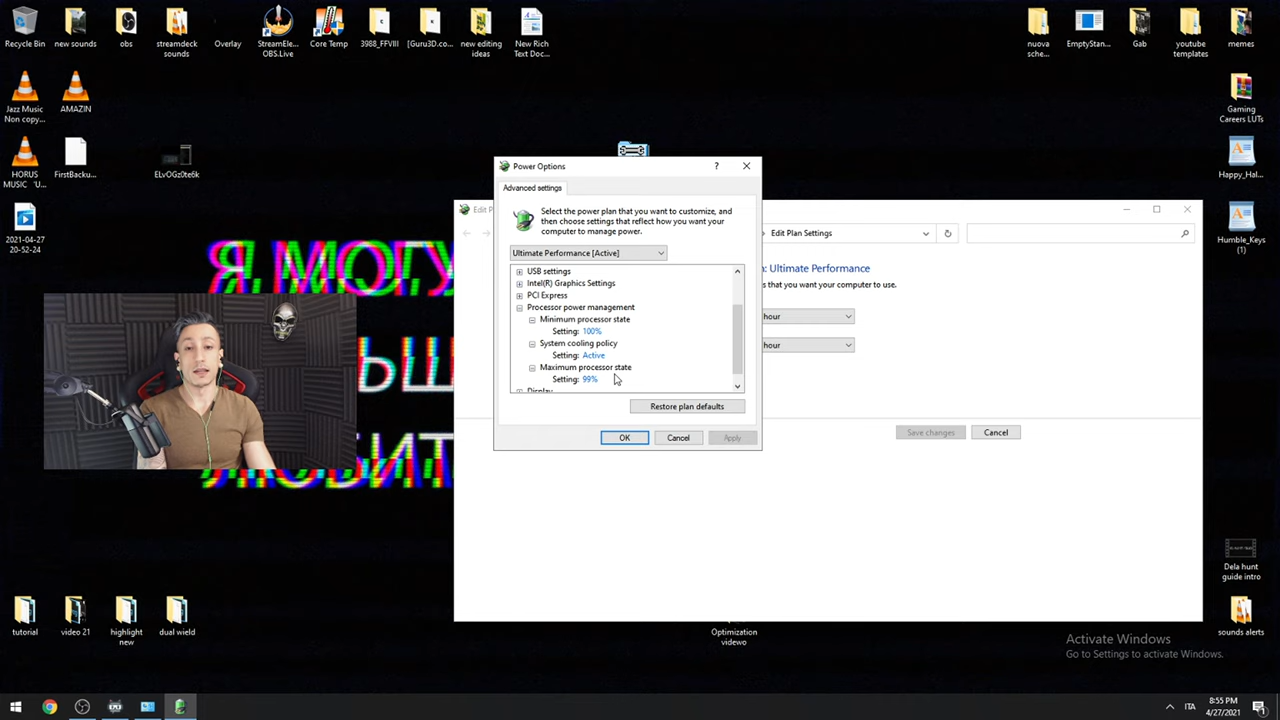 Recycle Bin
new sounds
obs
streamdeck
sounds
Overlay
StreamEle...
OBS.Live
Core Temp
3988_FFVIII
[Guru3D.co...
new editing
ideas
New Rich
Text Doc...
nuova
sche...
EmptyStan...
Gab
youtube
templates
memes
Jazz Music
Non copy...
AMAZIN
Gaming
Careers LUTs
HORUS
MUSIC "U...
FirstBacku...
ELvOGz0te6k
Happy_Hal...
2021-04-27
20-52-24
Humble_Keys
(1)
Я МОГУ
ЛЮБИТ
Power Options
Advanced settings
Select the power plan that you want to customize, and
then choose settings that reflect how you want your
computer to manage power.
Ultimate Performance [Active]
USB settings
Intel(R) Graphics Settings
PCI Express
Processor power management
Minimum processor state
Setting: 100%
System cooling policy
Setting: Active
Maximum processor state
Setting: 99%
Display
Restore plan defaults
OK
Cancel
Apply
Edit P
Edit Plan Settings
: Ultimate Performance
s that you want your computer to use.
hour
hour
Save changes
Cancel
Dela hunt
guide intro
tutorial
video 21
highlight
new
dual wield
Optimization
videwo
sounds alerts
Activate Windows
Go to Settings to activate Windows.
ITA
8:55 PM
4/27/2021